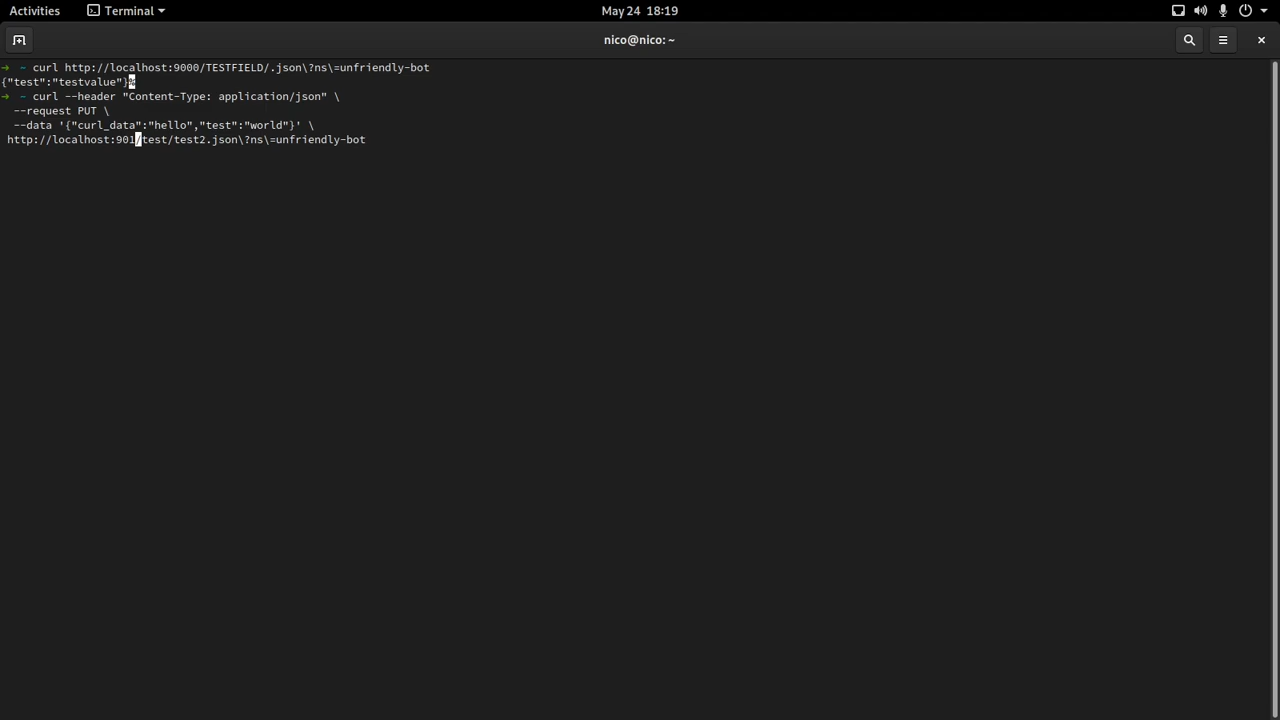 Activities Terminal May 24 18:19
nico@nico: ~
➜ ~ curl http://localhost:9000/TESTFIELD/.json\?ns\=unfriendly-bot
{"test":"testvalue"}%
➜ ~ curl --header "Content-Type: application/json" \
--request PUT \
--data '{"curl_data":"hello","test":"world"}' \
http://localhost:901/test/test2.json\?ns\=unfriendly-bot